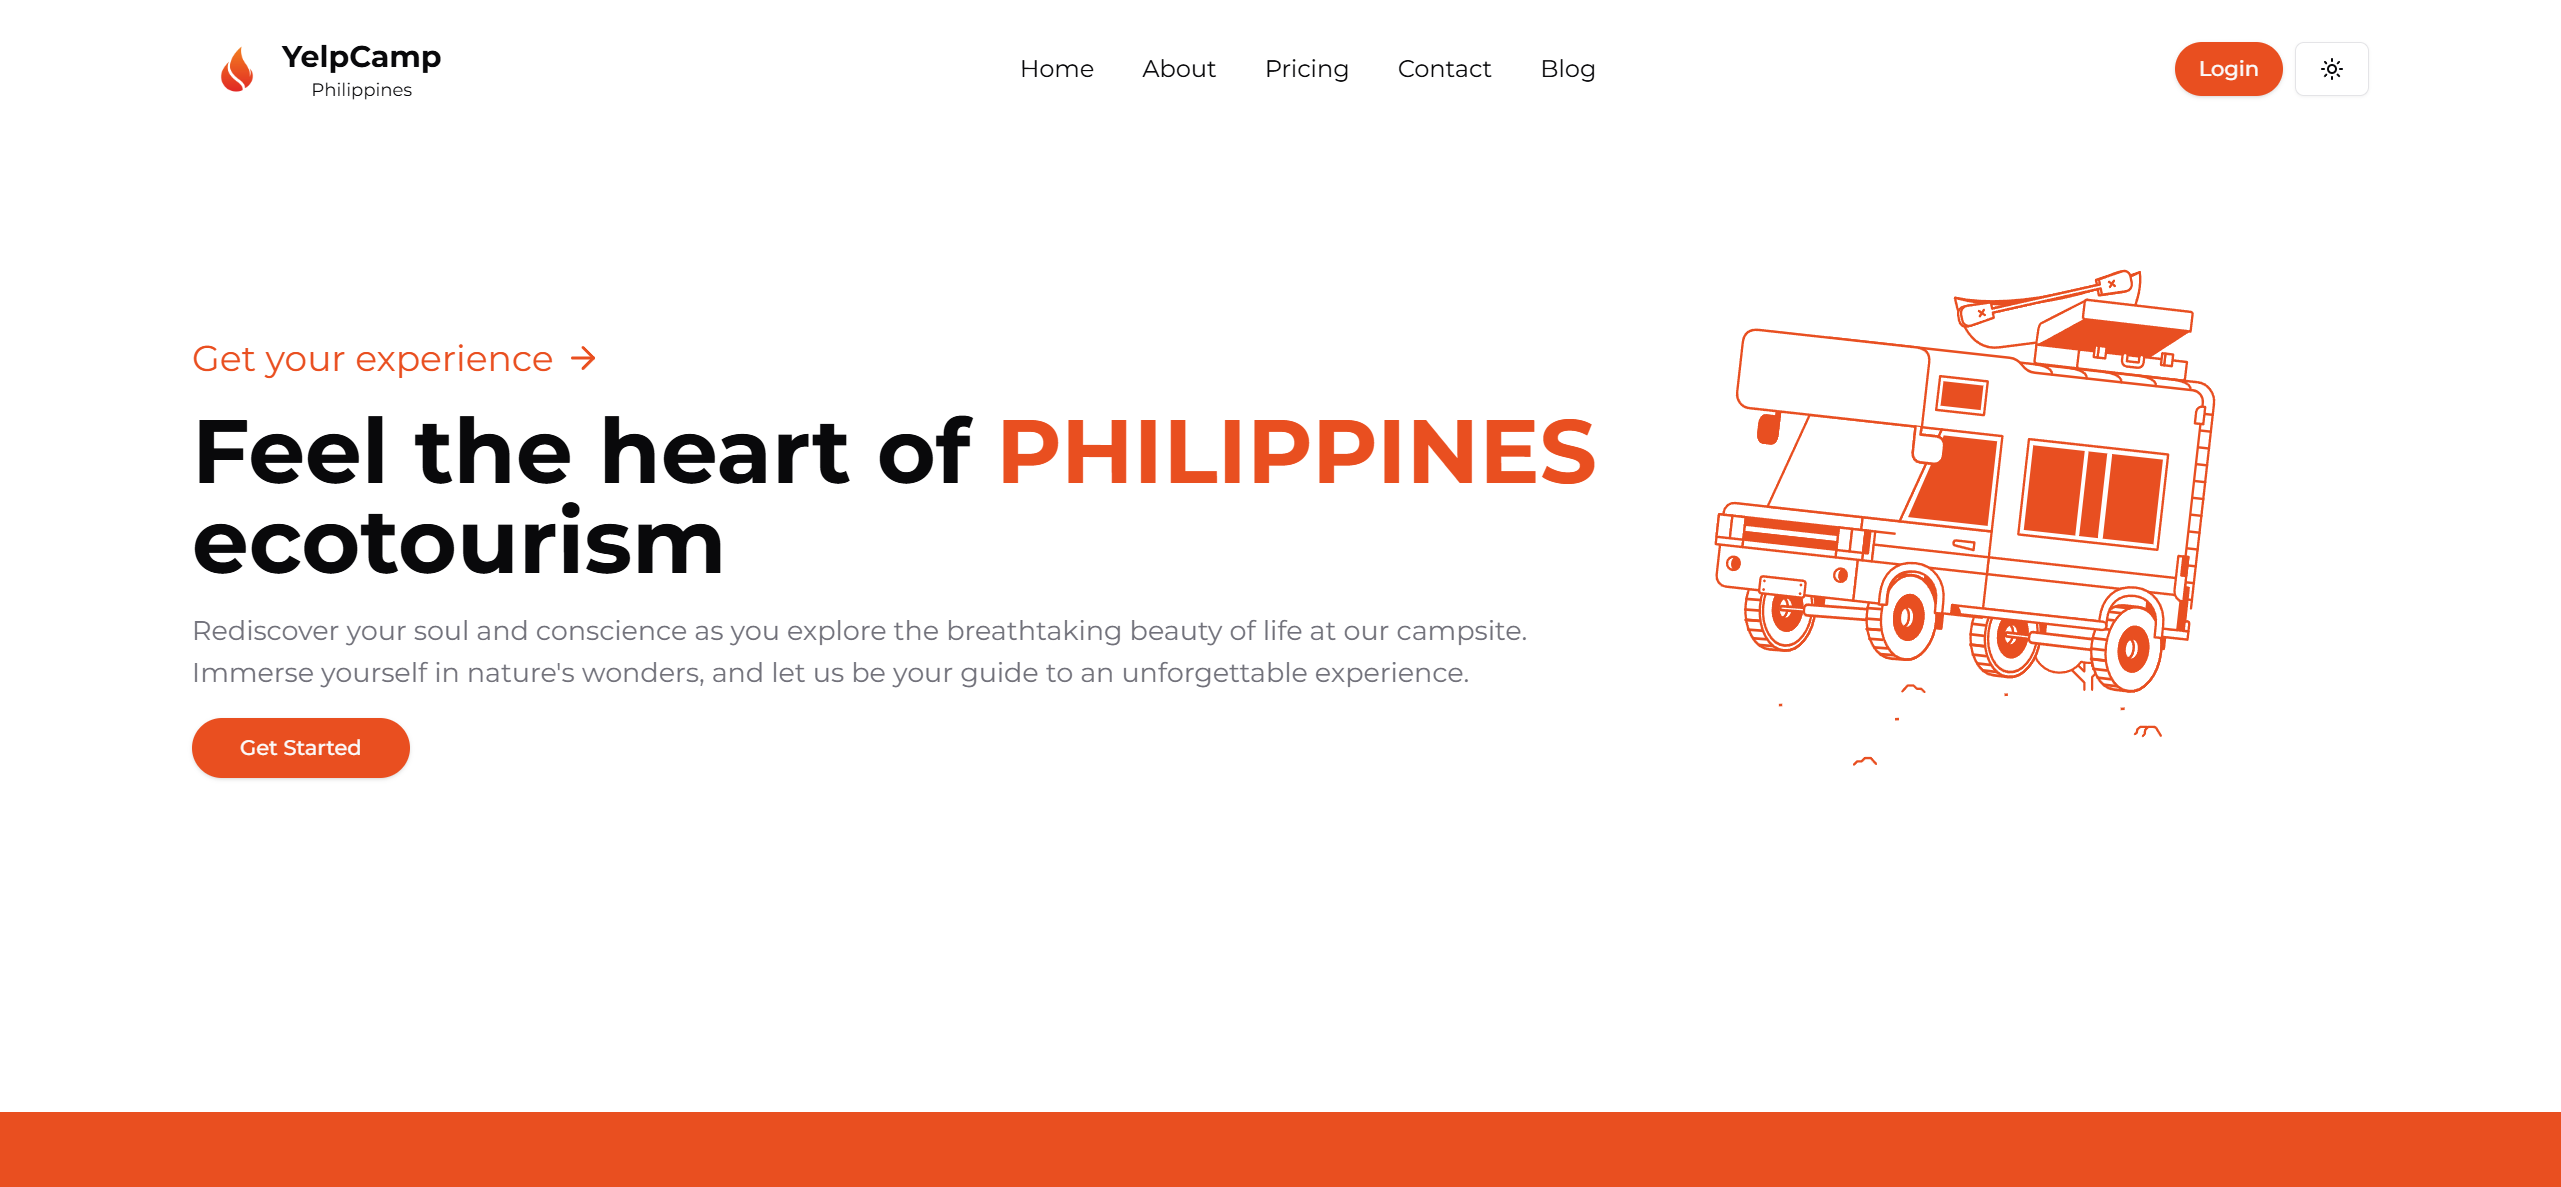 YelpCamp
Philippines
Home About Pricing Contact Blog
Login
Get your experience
Feel the heart of PHILIPPINES
ecotourism
Rediscover your soul and conscience as you explore the breathtaking beauty of life at our campsite.
Immerse yourself in nature's wonders, and let us be your guide to an unforgettable experience.
Get Started